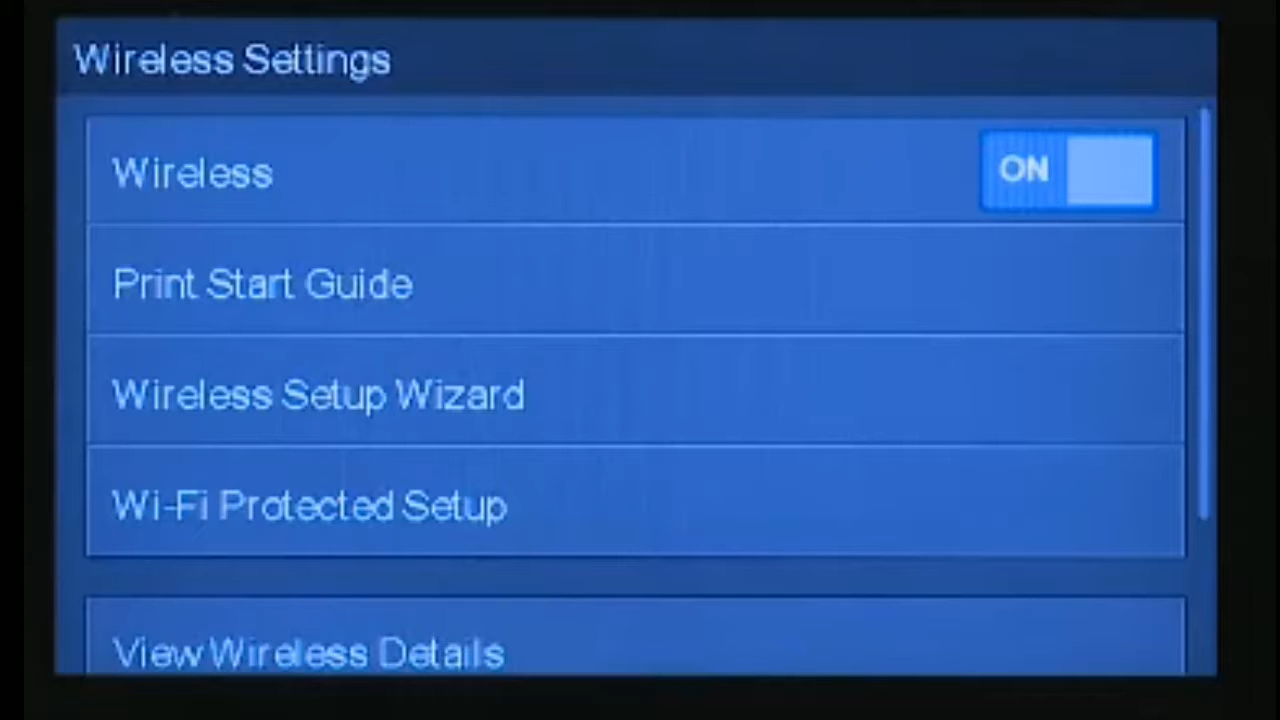 Wireless Settings
Wireless
ON
Print Start Guide
Wireless Setup Wizard
Wi-Fi Protected Setup
View Wireless Details